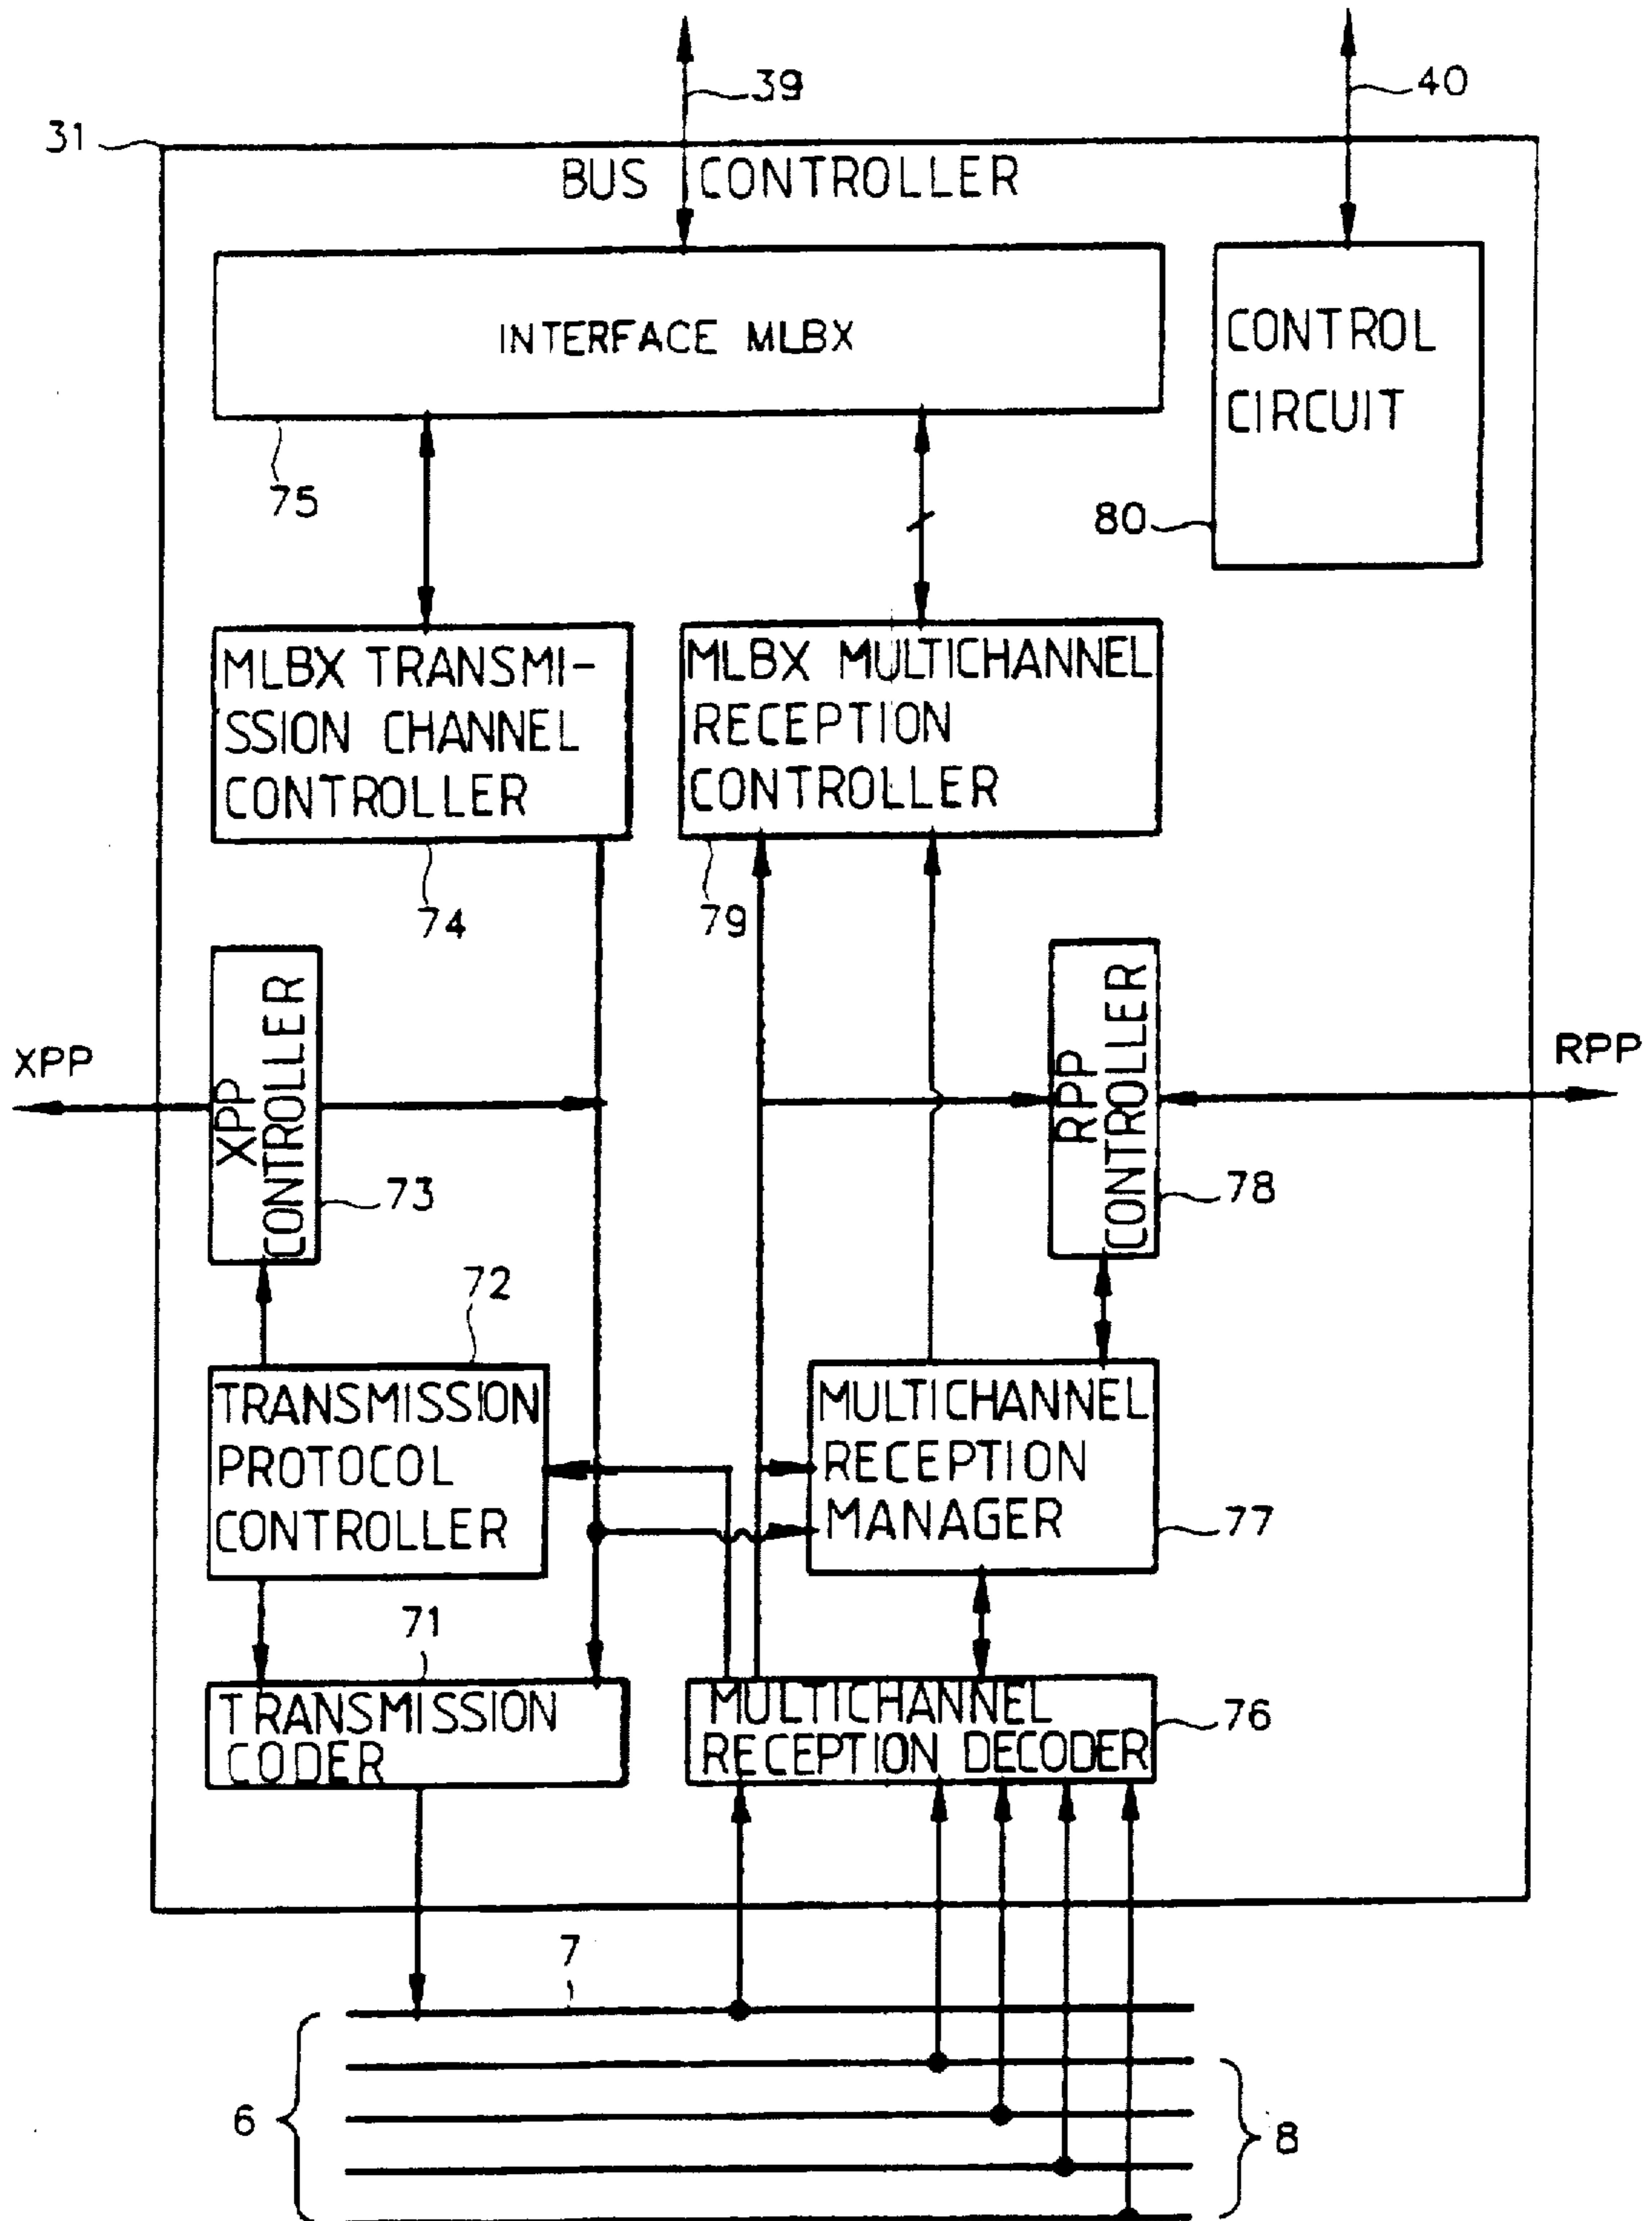 39
40
31
BUS CONTROLLER
INTERFACE MLBX
CONTROL
CIRCUIT
75
80
MLBX TRANSMI-
SSION CHANNEL
CONTROLLER
MLBX MULTICHANNEL
RECEPTION
CONTROLLER
74
79
XPP
XPP
CONTROLLER
73
RPP
CONTROLLER
RPP
78
72
TRANSMISSION
PROTOCOL
CONTROLLER
MULTICHANNEL
RECEPTION
MANAGER
77
71
TRANSMISSION
CODER
MULTICHANNEL
RECEPTION DECODER
76
7
6
8